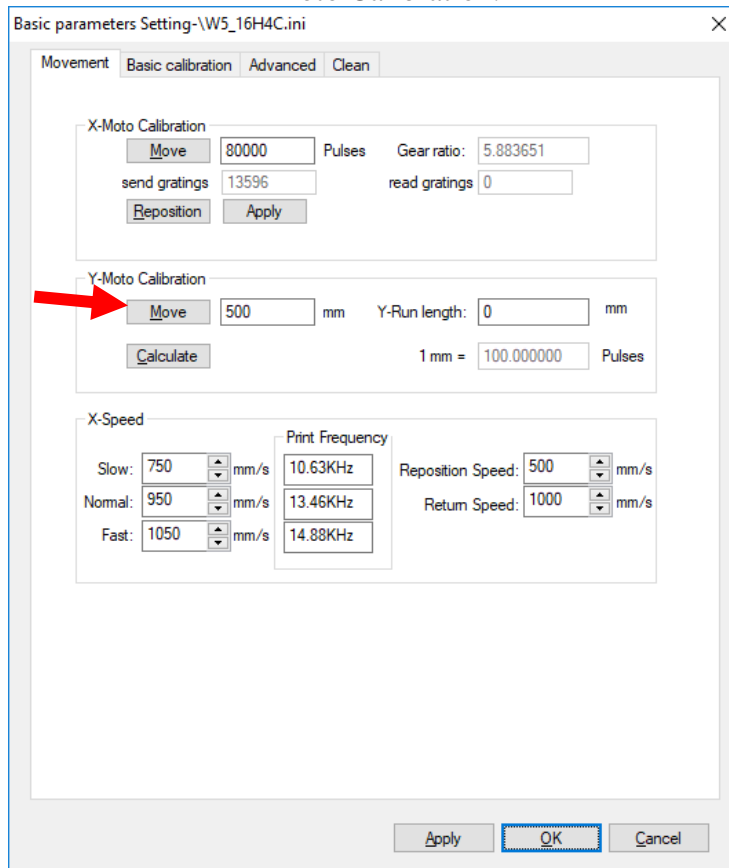 Basic parameters Setting-\W5_16H4C.ini
Movement Basic calibration Advanced Clean
X-Moto Calibration
Move 80000 Pulses Gear ratio: 5.883651
send gratings 13596 read gratings 0
Reposition Apply
Y-Moto Calibration
Move 500 mm Y-Run length: 0 mm
Calculate 1 mm = 100.000000 Pulses
X-Speed
Print Frequency
Slow: 750 mm/s 10.63KHz Reposition Speed: 500 mm/s
Normal: 950 mm/s 13.46KHz Return Speed: 1000 mm/s
Fast: 1050 mm/s 14.88KHz
Apply OK Cancel